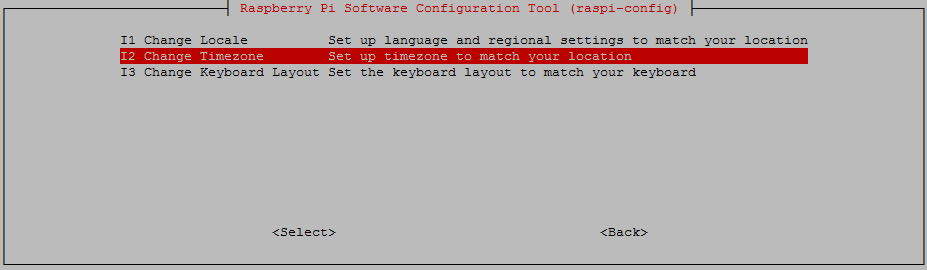 Raspberry Pi Software Configuration Tool (raspi-config)
I1 Change Locale Set up language and regional settings to match your location
I2 Change Timezone Set up timezone to match your location
I3 Change Keyboard Layout Set the keyboard layout to match your keyboard
<Select> <Back>